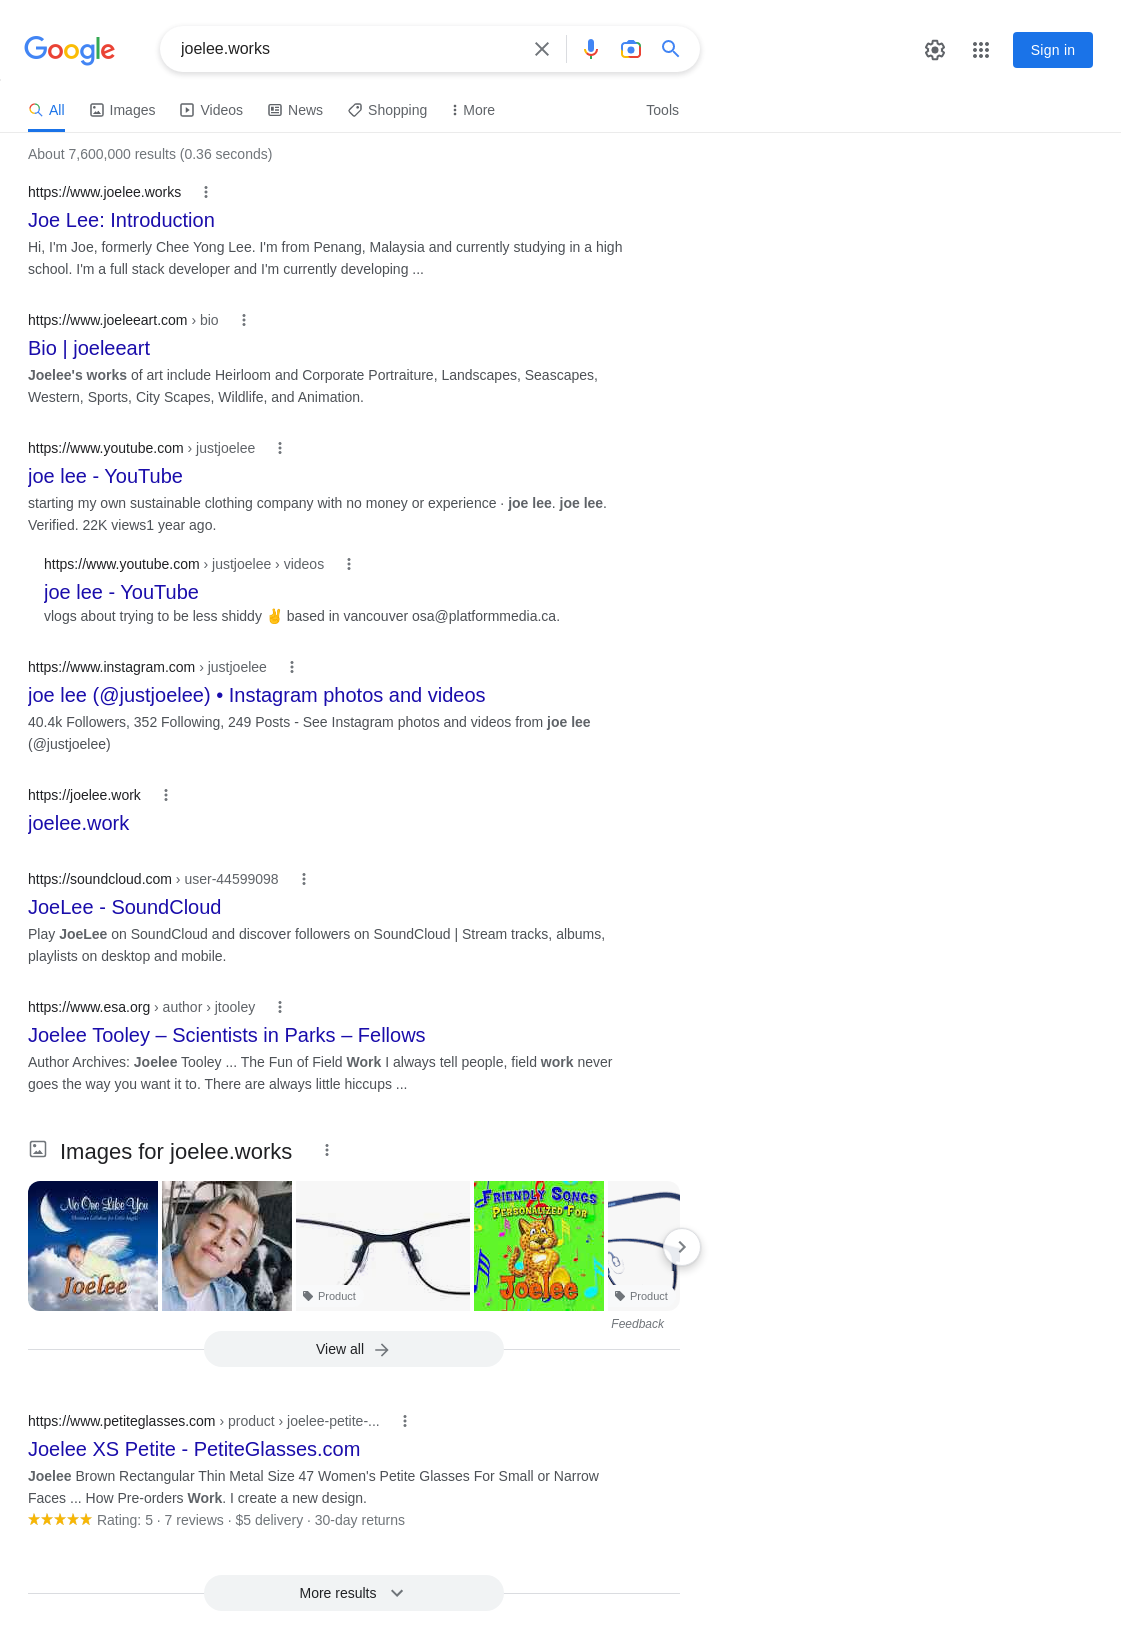 Google
joelee.works
Sign in
All
Images
Videos
News
Shopping
More
Tools
About 7,600,000 results (0.36 seconds)
https://www.joelee.works
Joe Lee: Introduction
Hi, I'm Joe, formerly Chee Yong Lee. I'm from Penang, Malaysia and currently studying in a high
school. I'm a full stack developer and I'm currently developing ...
https://www.joeleeart.com › bio
Bio | joeleeart
Joelee's works of art include Heirloom and Corporate Portraiture, Landscapes, Seascapes,
Western, Sports, City Scapes, Wildlife, and Animation.
https://www.youtube.com › justjoelee
joe lee - YouTube
starting my own sustainable clothing company with no money or experience · joe lee. joe lee.
Verified. 22K views1 year ago.
https://www.youtube.com › justjoelee › videos
joe lee - YouTube
vlogs about trying to be less shiddy ✌ based in vancouver osa@platformmedia.ca.
https://www.instagram.com › justjoelee
joe lee (@justjoelee) • Instagram photos and videos
40.4k Followers, 352 Following, 249 Posts - See Instagram photos and videos from joe lee
(@justjoelee)
https://joelee.work
joelee.work
https://soundcloud.com › user-44599098
JoeLee - SoundCloud
Play JoeLee on SoundCloud and discover followers on SoundCloud | Stream tracks, albums,
playlists on desktop and mobile.
https://www.esa.org › author › jtooley
Joelee Tooley – Scientists in Parks – Fellows
Author Archives: Joelee Tooley ... The Fun of Field Work I always tell people, field work never
goes the way you want it to. There are always little hiccups ...
Images for joelee.works
No One Like You
Joelee
Product
FRIENDLY SONGS
PERSONALIZED FOR
Joelee
Product
Feedback
View all
https://www.petiteglasses.com › product › joelee-petite-...
Joelee XS Petite - PetiteGlasses.com
Joelee Brown Rectangular Thin Metal Size 47 Women's Petite Glasses For Small or Narrow
Faces ... How Pre-orders Work. I create a new design.
Rating: 5 · 7 reviews · $5 delivery · 30-day returns
More results